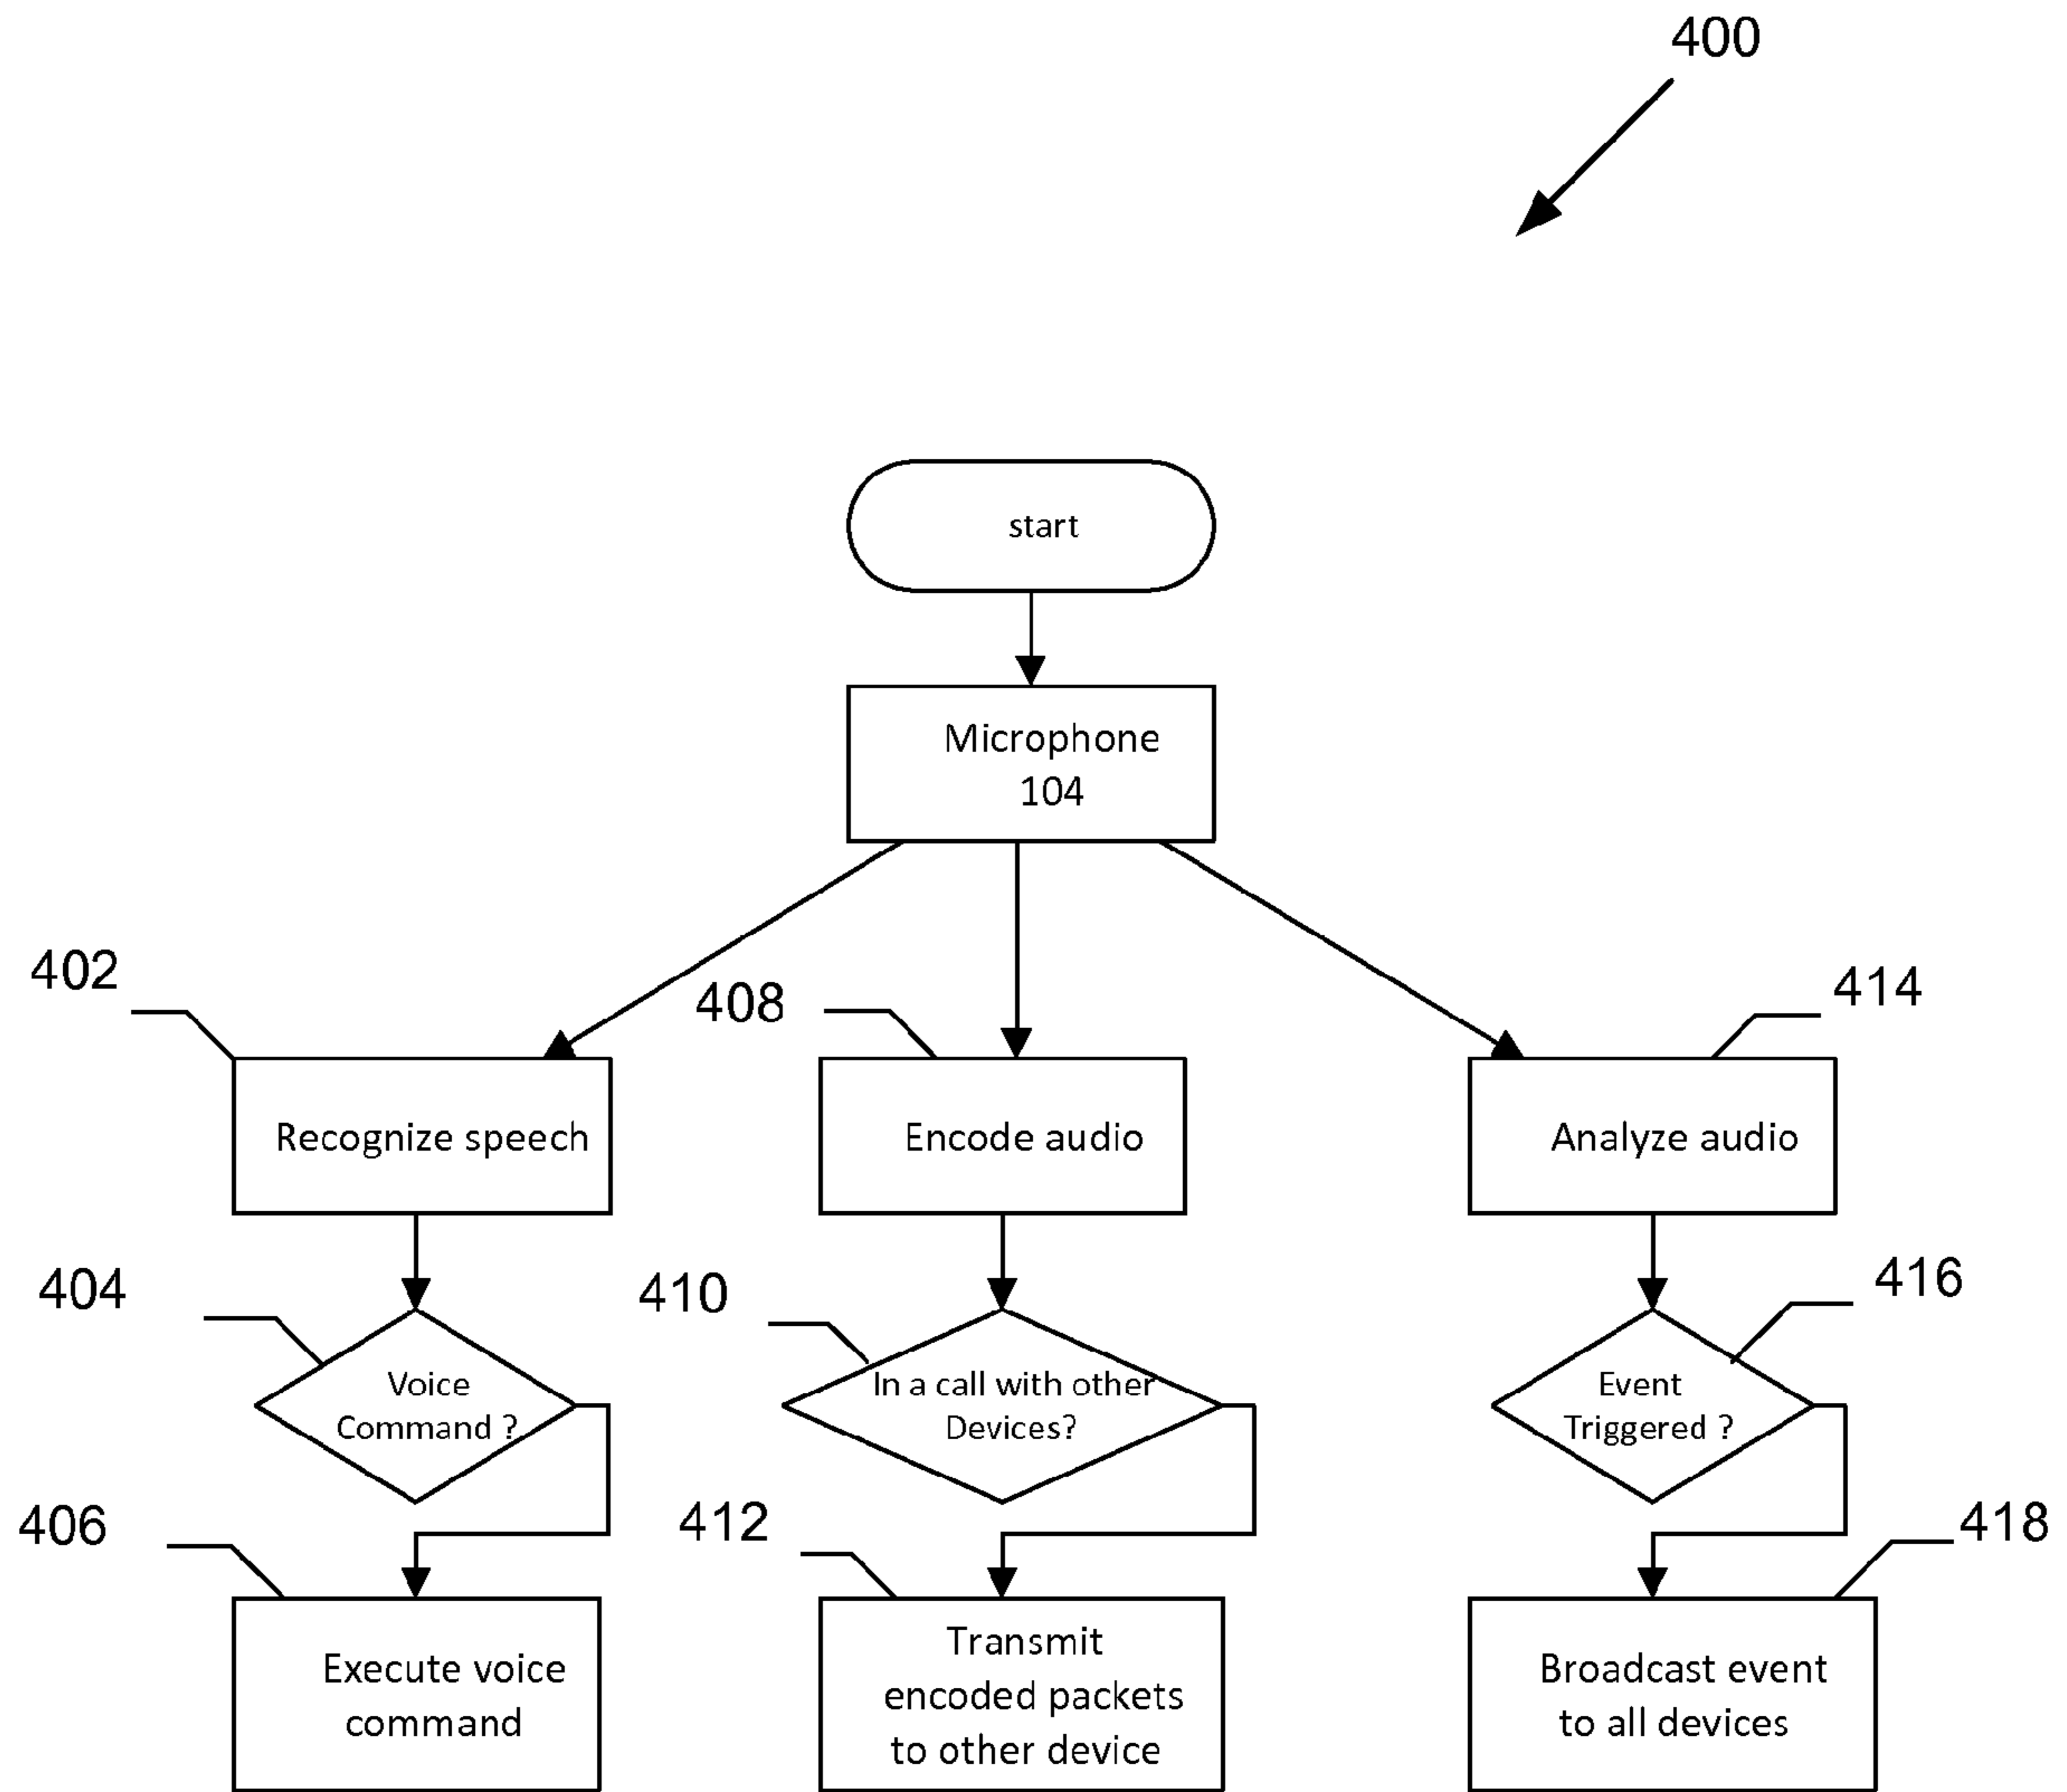 400
start
Microphone
104
402
408
414
Recognize speech
Encode audio
Analyze audio
404
410
416
Voice
Command ?
In a call with other
Devices?
Event
Triggered ?
406
412
418
Execute voice
command
Transmit
encoded packets
to other device
Broadcast event
to all devices